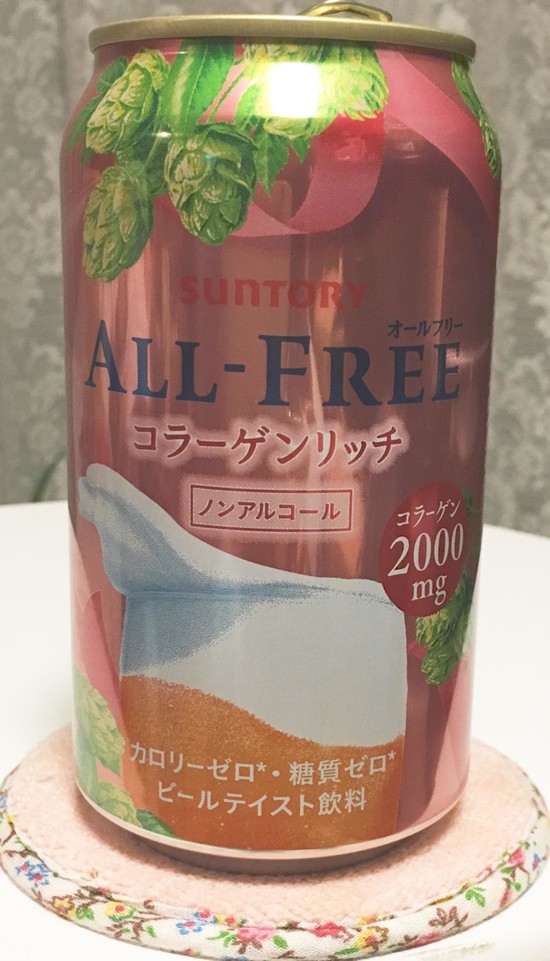 SUNTORY
オールフリー
ALL-FREE
コラーゲンリッチ
ノンアルコール
コラーゲン
2000
mg
カロリーゼロ*・糖質ゼロ*
ビールテイスト飲料